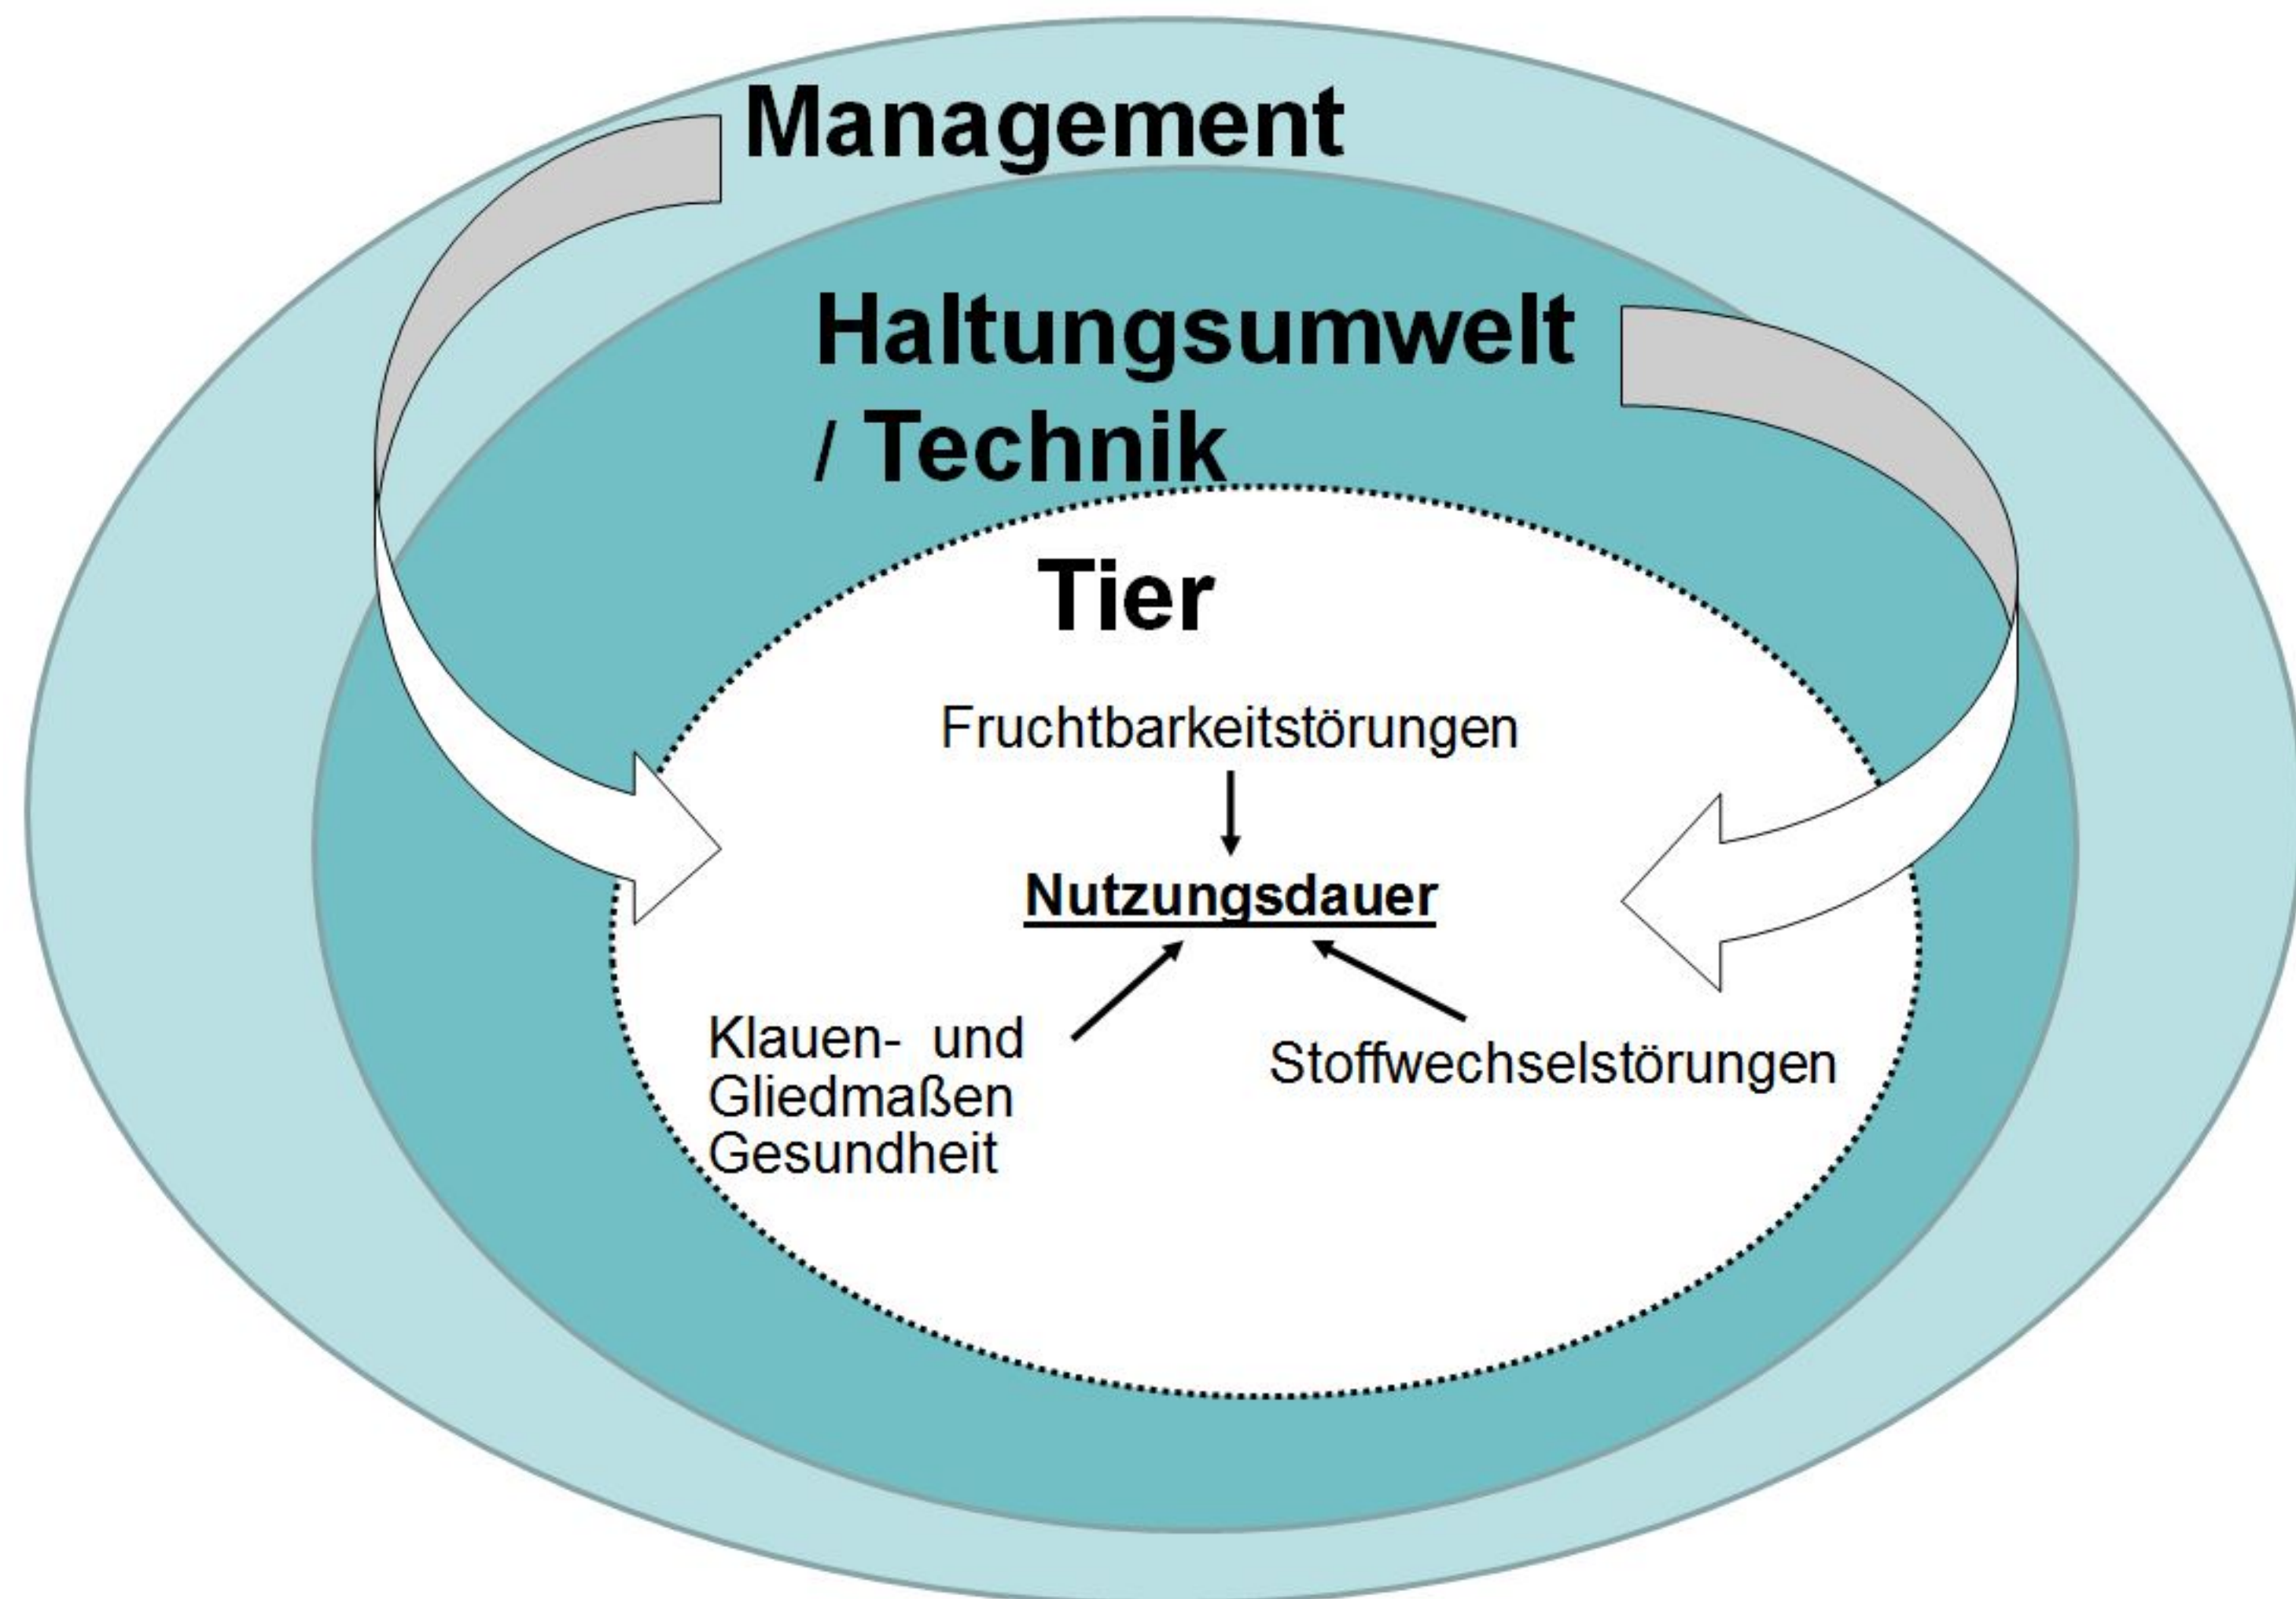 Management
Haltungsumwelt
/ Technik
Tier
Fruchtbarkeitstörungen
Nutzungsdauer
Klauen- und
Gliedmaßen
Gesundheit
Stoffwechselstörungen